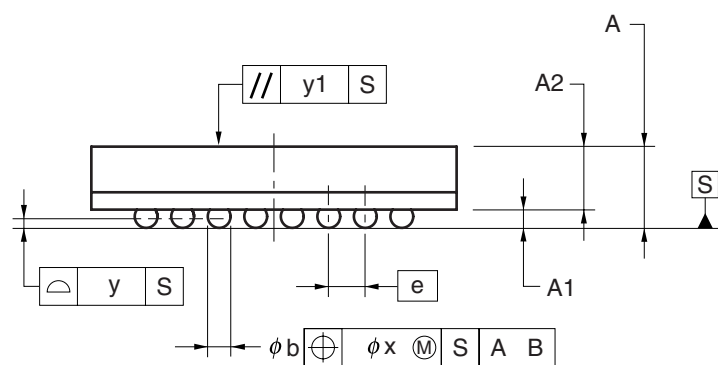 A
// y1 S
A2
S
⌓ y S
e
A1
ϕb ⌖ ϕx Ⓜ S A B